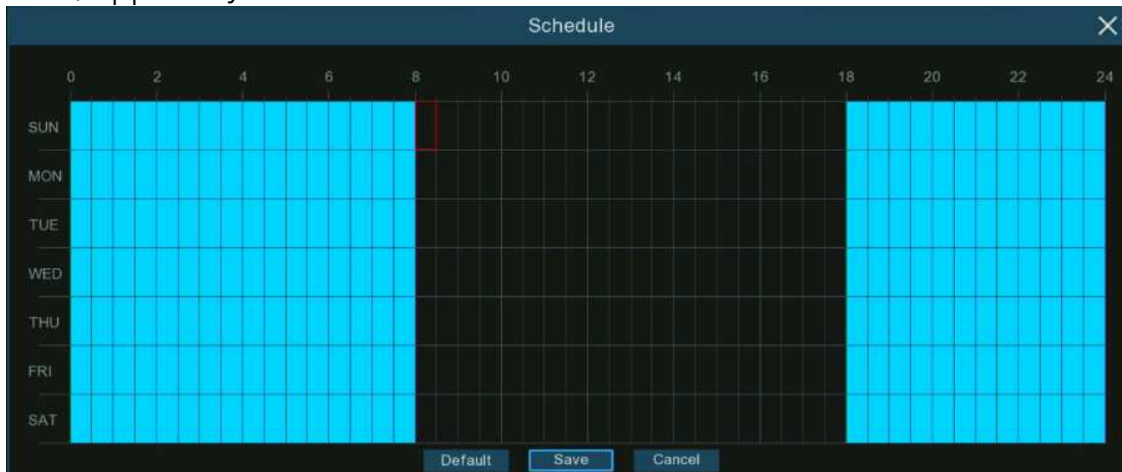 Schedule
0 2 4 6 8 10 12 14 16 18 20 22 24
SUN
MON
TUE
WED
THU
FRI
SAT
Default Save Cancel